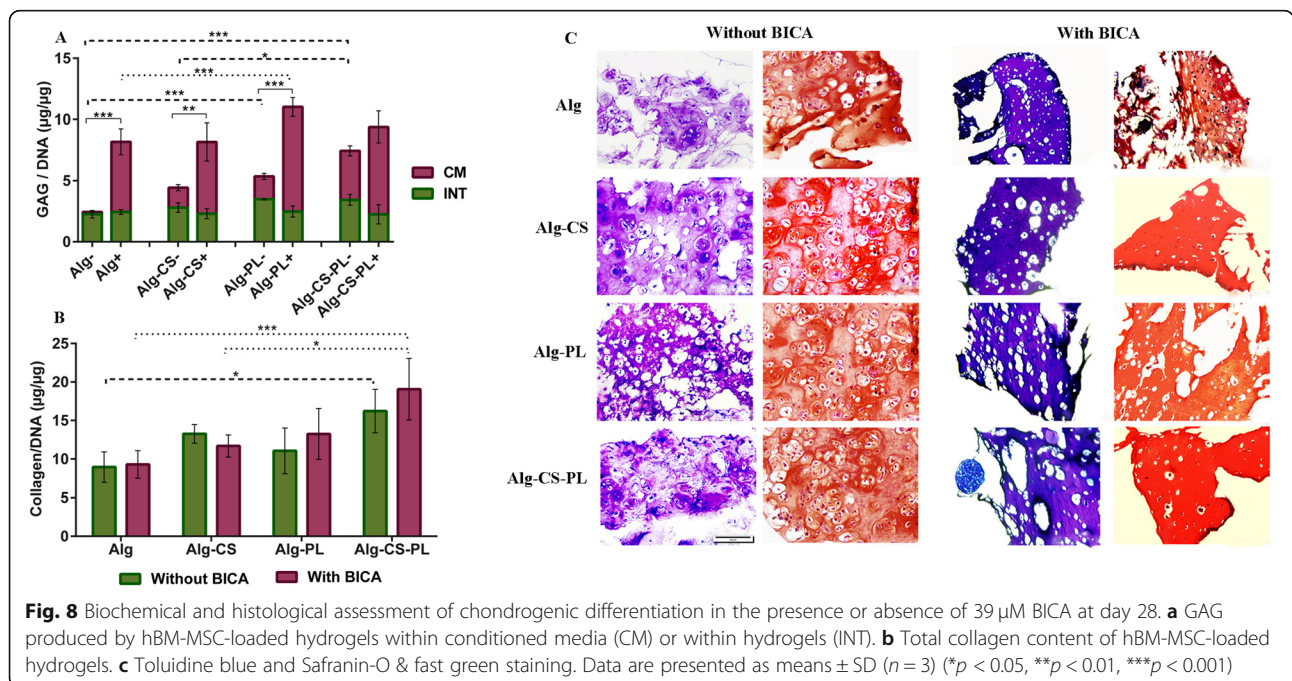 A
***
*
***
***
***
***
**
***
15
10
5
0
GAG / DNA (µg/µg)
CM
INT
Alg-
Alg+
Alg-CS-
Alg-CS+
Alg-PL-
Alg-PL+
Alg-CS-PL-
Alg-CS-PL+
B
***
*
*
25
20
15
10
5
0
Collagen/DNA (µg/µg)
Alg Alg-CS Alg-PL Alg-CS-PL
Without BICA With BICA
C
Without BICA With BICA
Alg
Alg-CS
Alg-PL
Alg-CS-PL
Fig. 8 Biochemical and histological assessment of chondrogenic differentiation in the presence or absence of 39 µM BICA at day 28. a GAG
produced by hBM-MSC-loaded hydrogels within conditioned media (CM) or within hydrogels (INT). b Total collagen content of hBM-MSC-loaded
hydrogels. c Toluidine blue and Safranin-O & fast green staining. Data are presented as means ± SD (n = 3) (*p < 0.05, **p < 0.01, ***p < 0.001)